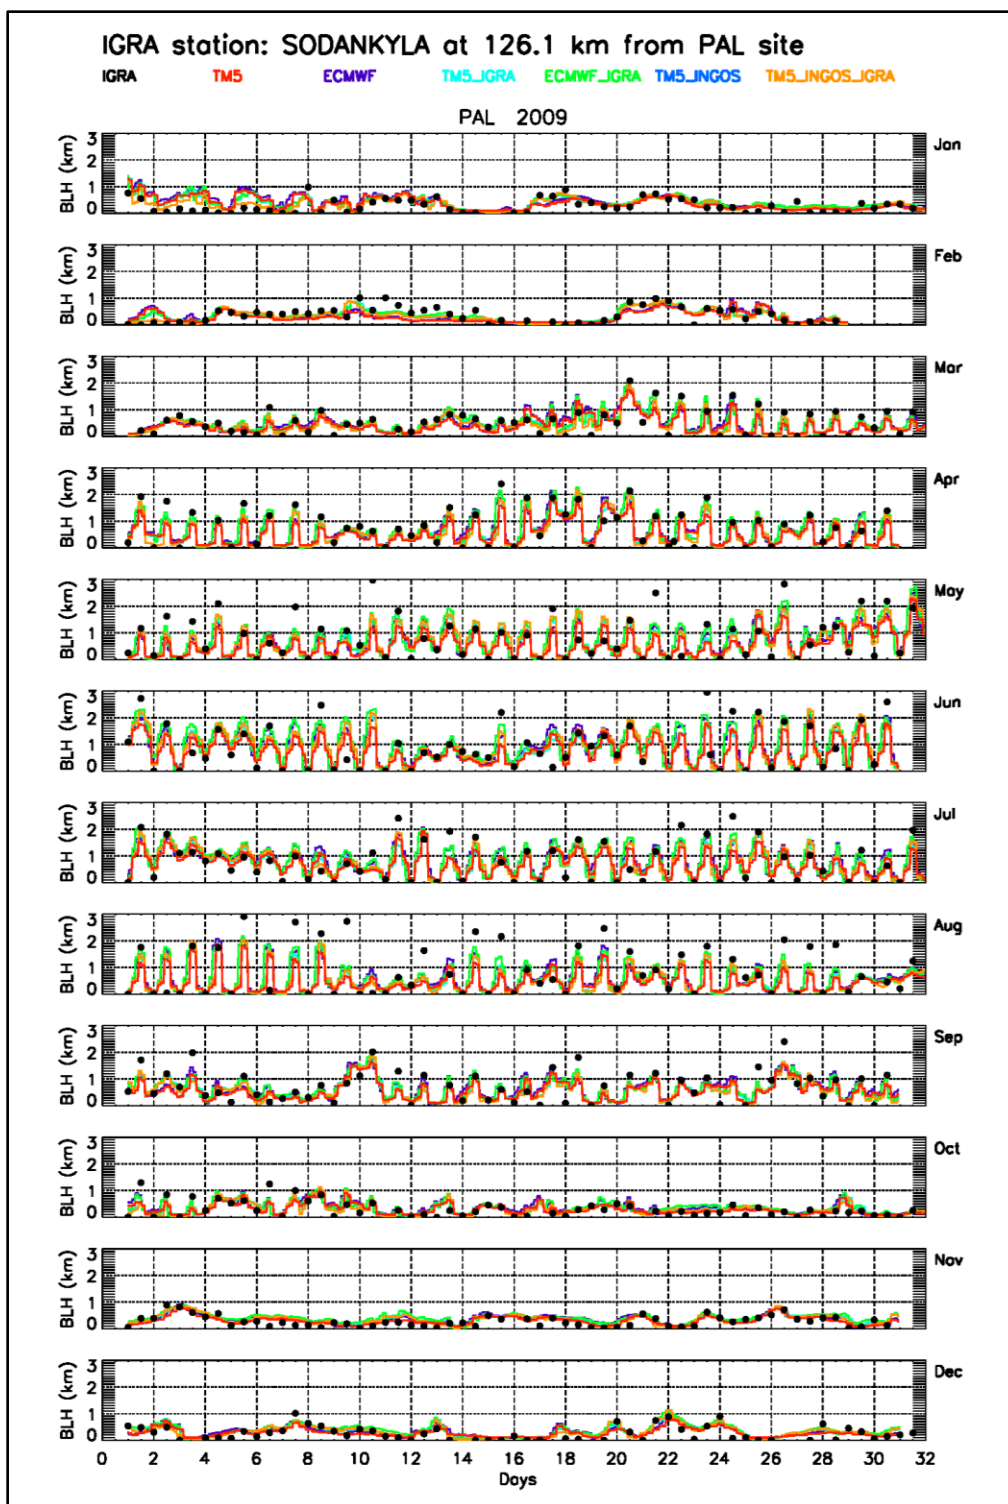 IGRA station: SODANKYLA at 126.1 km from PAL site
IGRA TM5 ECMWF TM5_IGRA ECMWF_IGRA TM5_INGOS TM5_INGOS_IGRA
PAL 2009
BLH (km) 3 2 1 0 Jan
BLH (km) 3 2 1 0 Feb
BLH (km) 3 2 1 0 Mar
BLH (km) 3 2 1 0 Apr
BLH (km) 3 2 1 0 May
BLH (km) 3 2 1 0 Jun
BLH (km) 3 2 1 0 Jul
BLH (km) 3 2 1 0 Aug
BLH (km) 3 2 1 0 Sep
BLH (km) 3 2 1 0 Oct
BLH (km) 3 2 1 0 Nov
BLH (km) 3 2 1 0 Dec
0 2 4 6 8 10 12 14 16 18 20 22 24 26 28 30 32
Days